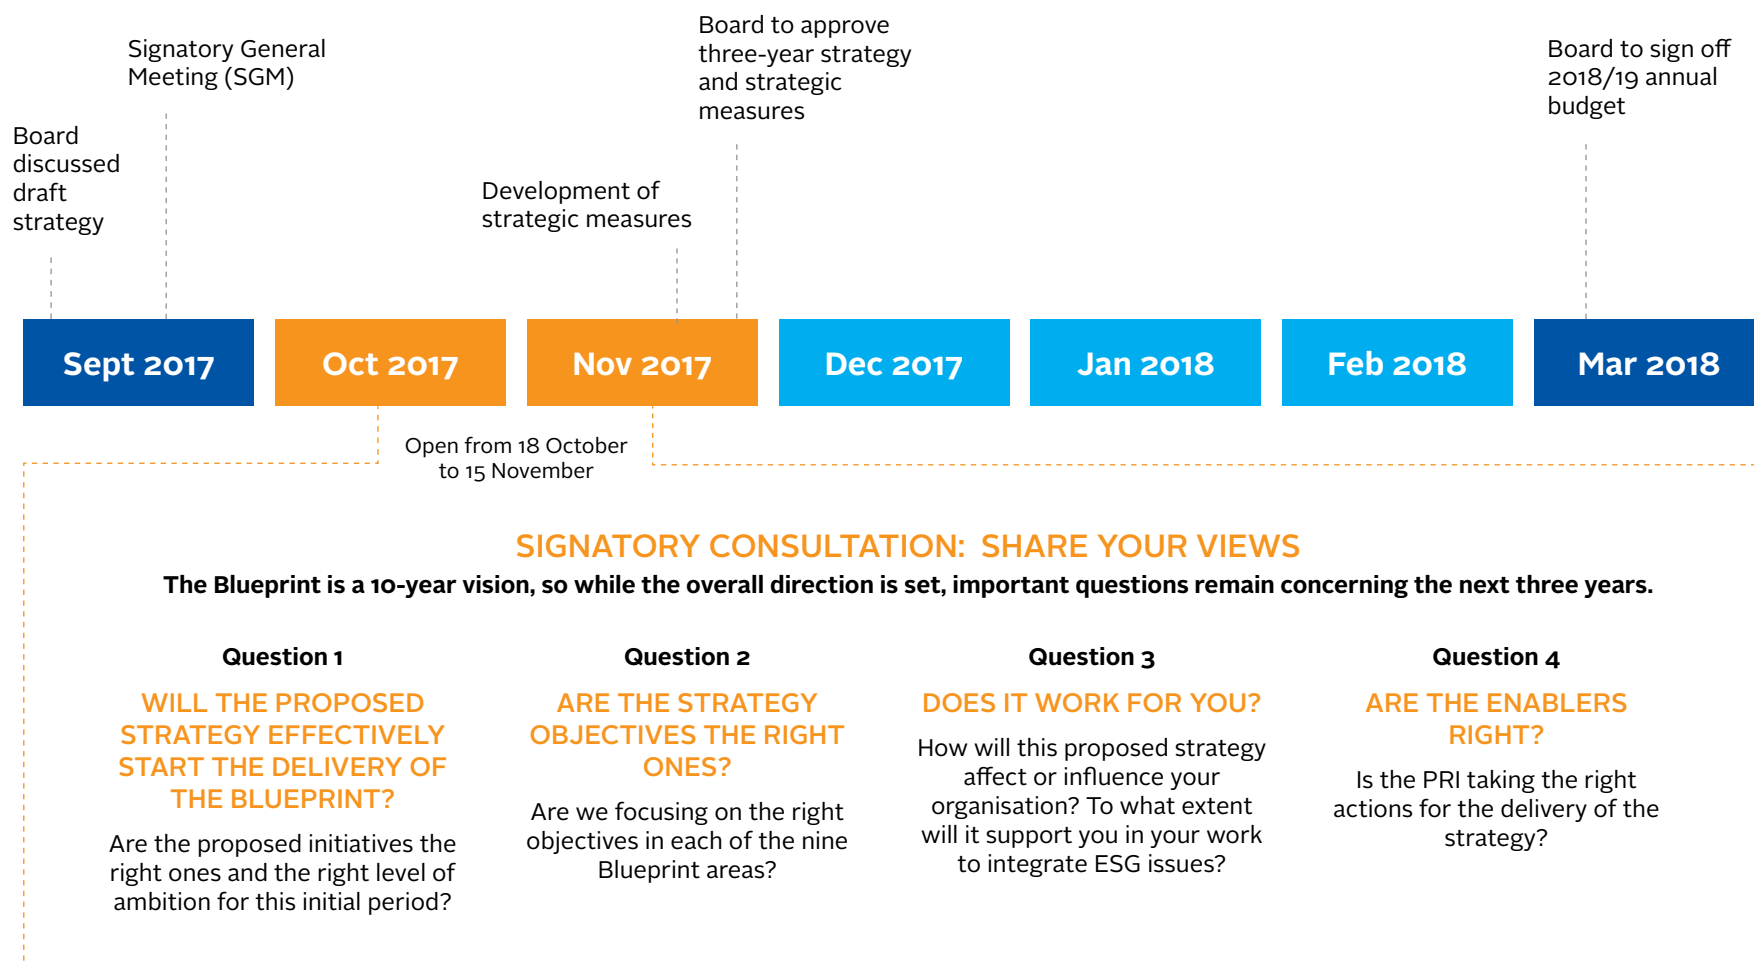 Board
discussed
draft
strategy
Signatory General
Meeting (SGM)
Development of
strategic measures
Board to approve
three-year strategy
and strategic
measures
Board to sign off
2018/19 annual
budget
Sept 2017
Oct 2017
Nov 2017
Dec 2017
Jan 2018
Feb 2018
Mar 2018
Open from 18 October
to 15 November
SIGNATORY CONSULTATION: SHARE YOUR VIEWS
The Blueprint is a 10-year vision, so while the overall direction is set, important questions remain concerning the next three years.
Question 1
WILL THE PROPOSED
STRATEGY EFFECTIVELY
START THE DELIVERY OF
THE BLUEPRINT?
Are the proposed initiatives the
right ones and the right level of
ambition for this initial period?
Question 2
ARE THE STRATEGY
OBJECTIVES THE RIGHT
ONES?
Are we focusing on the right
objectives in each of the nine
Blueprint areas?
Question 3
DOES IT WORK FOR YOU?
How will this proposed strategy
affect or influence your
organisation? To what extent
will it support you in your work
to integrate ESG issues?
Question 4
ARE THE ENABLERS
RIGHT?
Is the PRI taking the right
actions for the delivery of the
strategy?